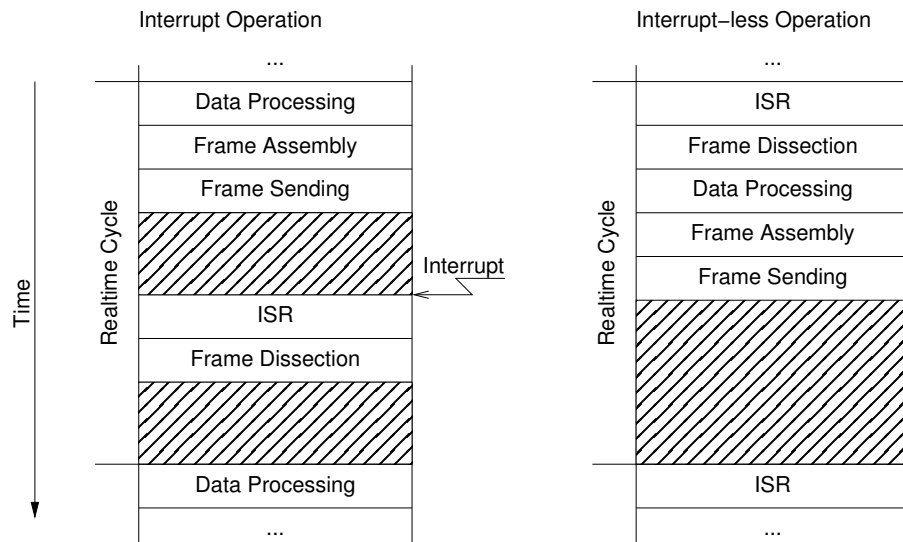 Interrupt Operation
...
Data Processing
Frame Assembly
Frame Sending
Interrupt
ISR
Frame Dissection
Data Processing
...
Realtime Cycle
Time
Interrupt−less Operation
...
ISR
Frame Dissection
Data Processing
Frame Assembly
Frame Sending
ISR
...
Realtime Cycle